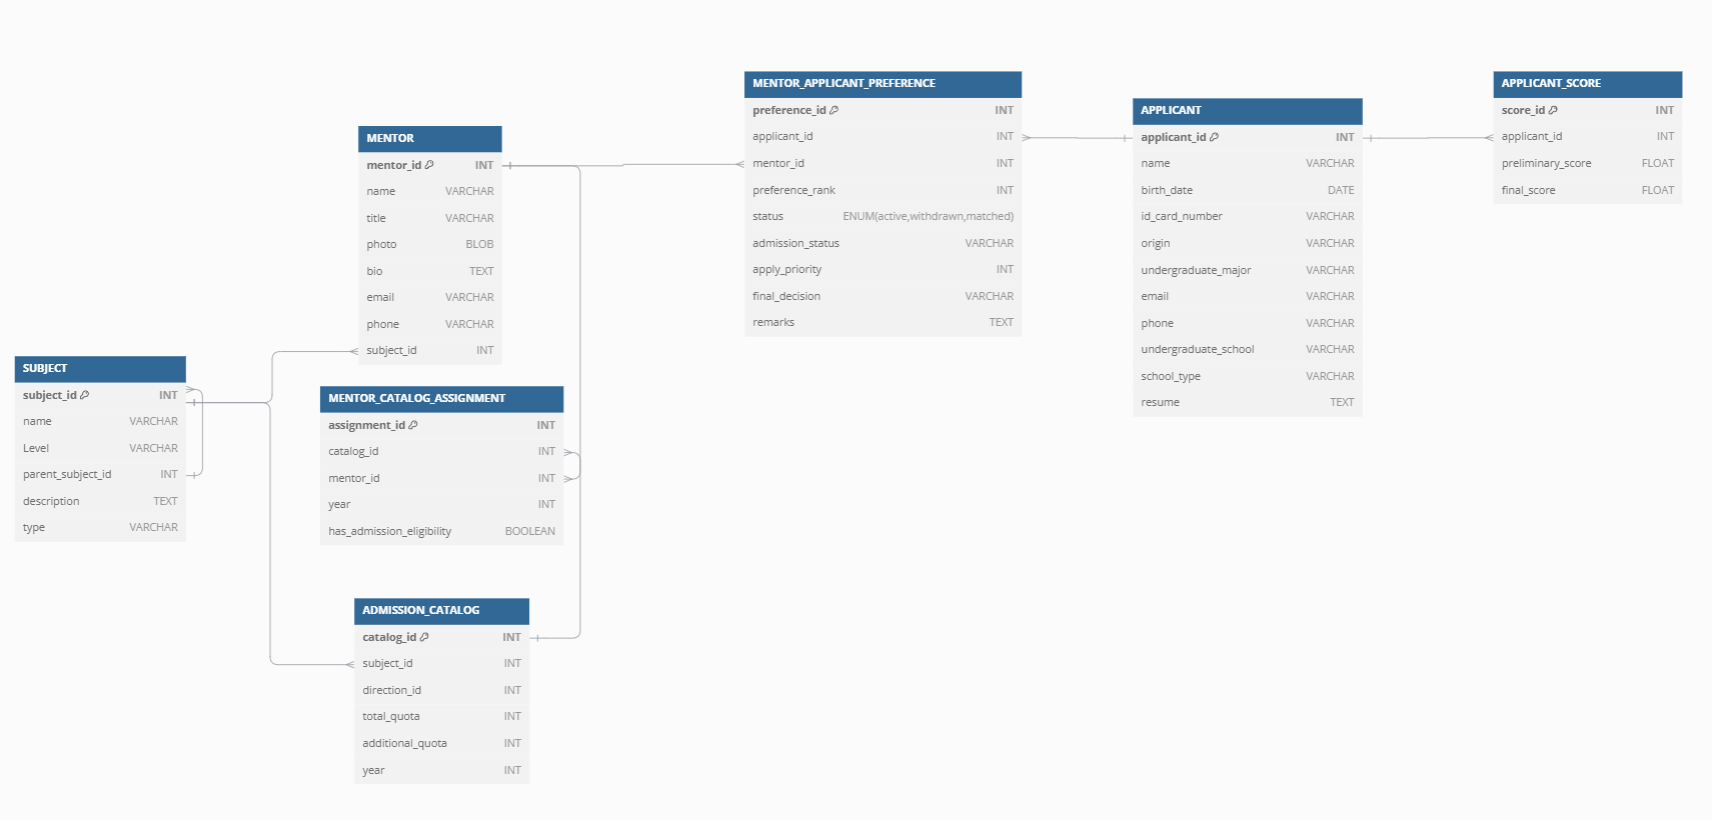 MENTOR_APPLICANT_PREFERENCE
preference_id INT
applicant_id INT
mentor_id INT
preference_rank INT
status ENUM(active,withdrawn,matched)
admission_status VARCHAR
apply_priority INT
final_decision VARCHAR
remarks TEXT
APPLICANT
applicant_id INT
name VARCHAR
birth_date DATE
id_card_number VARCHAR
origin VARCHAR
undergraduate_major VARCHAR
email VARCHAR
phone VARCHAR
undergraduate_school VARCHAR
school_type VARCHAR
resume TEXT
APPLICANT_SCORE
score_id INT
applicant_id INT
preliminary_score FLOAT
final_score FLOAT
MENTOR
mentor_id INT
name VARCHAR
title VARCHAR
photo BLOB
bio TEXT
email VARCHAR
phone VARCHAR
subject_id INT
SUBJECT
subject_id INT
name VARCHAR
Level VARCHAR
parent_subject_id INT
description TEXT
type VARCHAR
MENTOR_CATALOG_ASSIGNMENT
assignment_id INT
catalog_id INT
mentor_id INT
year INT
has_admission_eligibility BOOLEAN
ADMISSION_CATALOG
catalog_id INT
subject_id INT
direction_id INT
total_quota INT
additional_quota INT
year INT